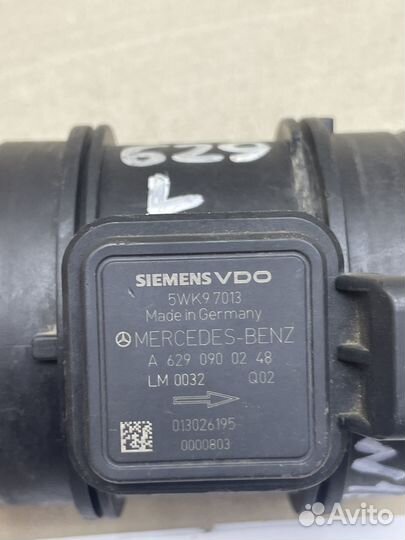 629
L
SIEMENS VDO
5WK9 7013
Made in Germany
MERCEDES-BENZ
A 629 090 02 48
LM 0032 Q02
013026195
0000803
Avito